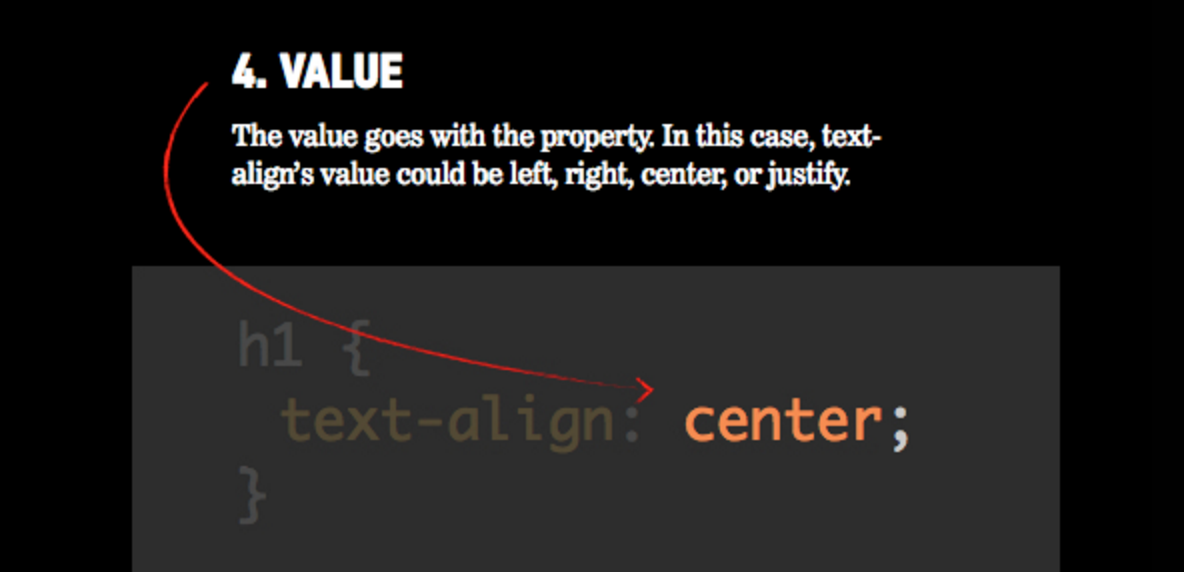 4. VALUE
The value goes with the property. In this case, text-
align’s value could be left, right, center, or justify.
h1 {
text-align: center;
}